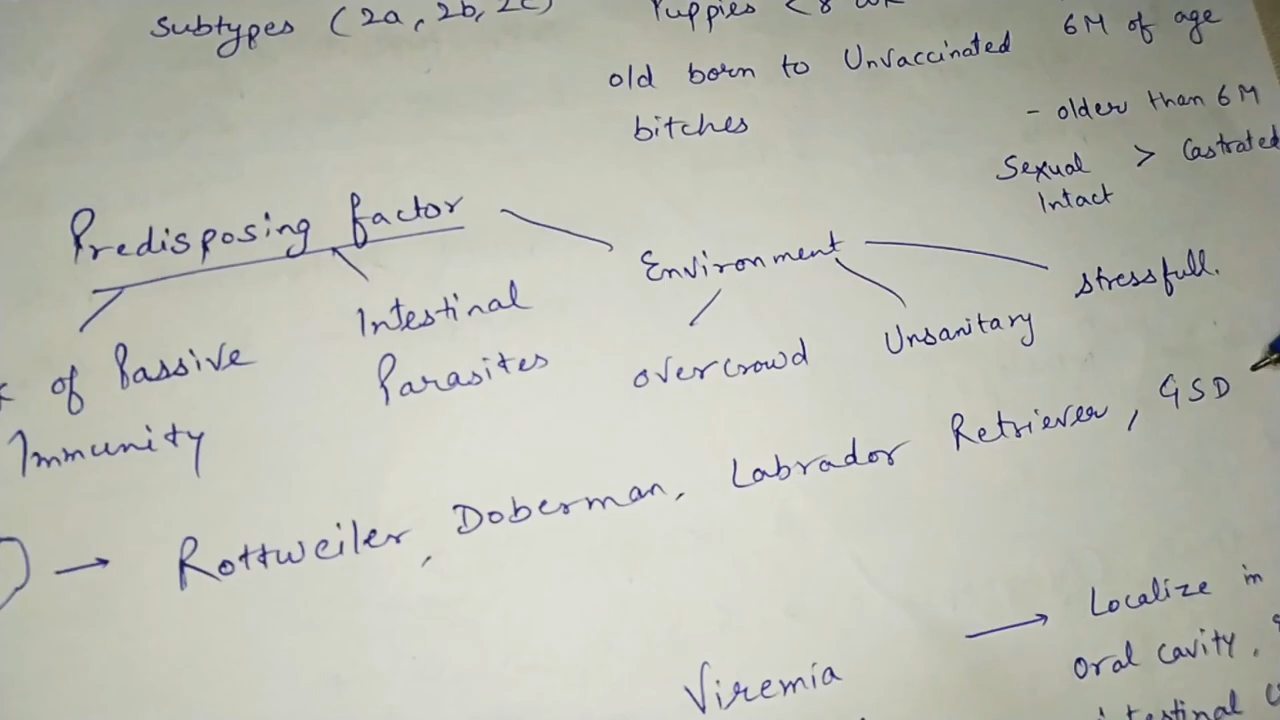 Subtypes (2a, 2b, 2c)
Puppies <8
old born to Unvaccinated
bitches
6M of age
- older than 6M
Sexual > Castrated
Intact
Predisposing factor
of Passive
Immunity
Intestinal
Parasites
Environment
overcrowd
Unsanitary
stressfull.
→ Rottweiler, Doberman, Labrador Retriever, GSD
Viremia
→ Localize in
oral cavity,